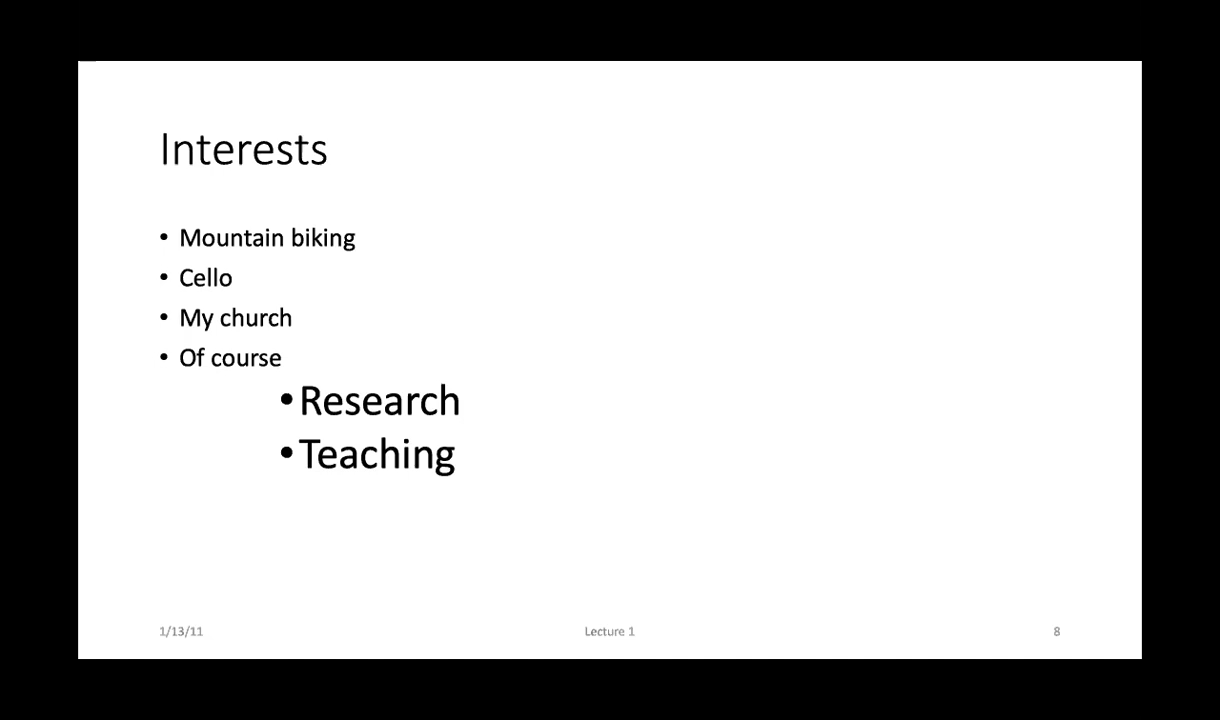 Interests
• Mountain biking
• Cello
• My church
• Of course
• Research
• Teaching
1/13/11
Lecture 1
8